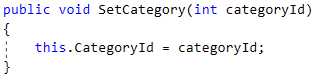 public void SetCategory(int categoryId)
{
    this.CategoryId = categoryId;
}